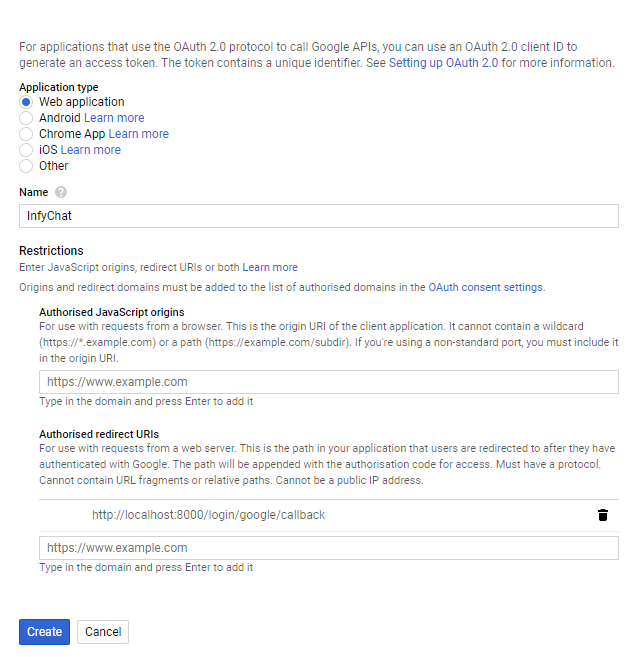 For applications that use the OAuth 2.0 protocol to call Google APIs, you can use an OAuth 2.0 client ID to
generate an access token. The token contains a unique identifier. See Setting up OAuth 2.0 for more information.
Application type
Web application
Android Learn more
Chrome App Learn more
iOS Learn more
Other
Name ?
InfyChat
Restrictions
Enter JavaScript origins, redirect URIs or both Learn more
Origins and redirect domains must be added to the list of authorised domains in the OAuth consent settings.
Authorised JavaScript origins
For use with requests from a browser. This is the origin URI of the client application. It cannot contain a wildcard
(https://*.example.com) or a path (https://example.com/subdir). If you're using a non-standard port, you must include it
in the origin URI.
https://www.example.com
Type in the domain and press Enter to add it
Authorised redirect URIs
For use with requests from a web server. This is the path in your application that users are redirected to after they have
authenticated with Google. The path will be appended with the authorisation code for access. Must have a protocol.
Cannot contain URL fragments or relative paths. Cannot be a public IP address.
http://localhost:8000/login/google/callback
https://www.example.com
Type in the domain and press Enter to add it
Create Cancel